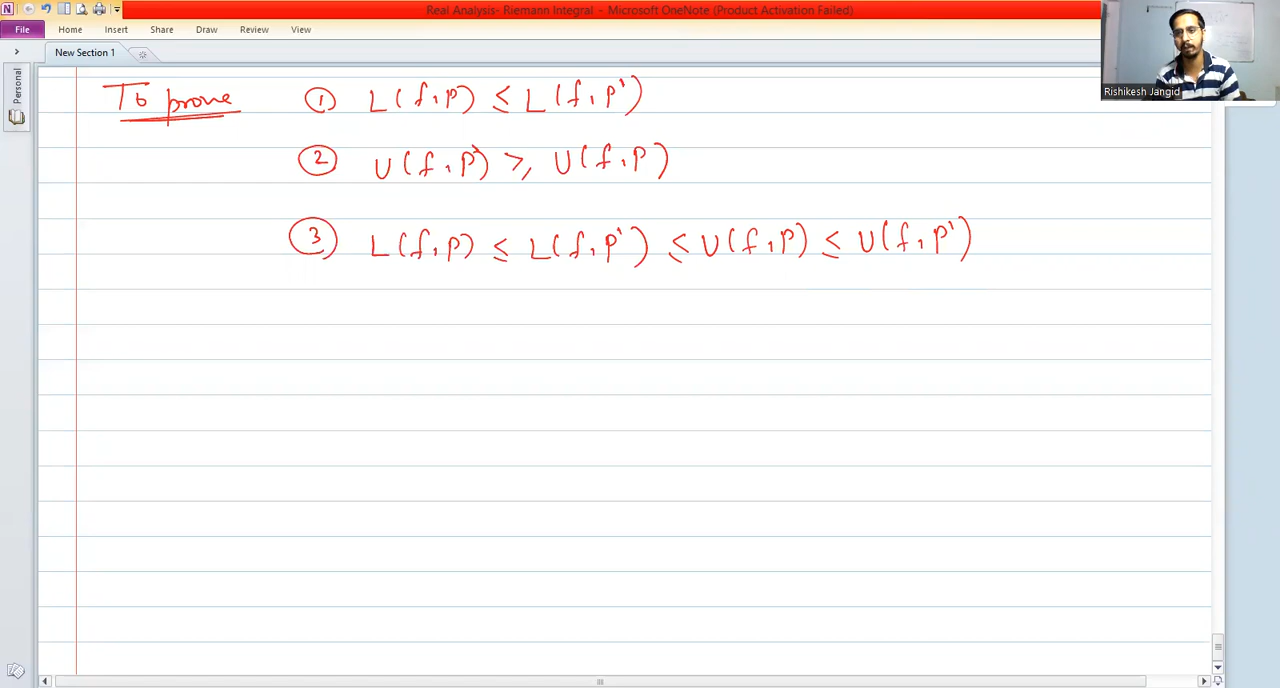 Real Analysis- Riemann Integral - Microsoft OneNote (Product Activation Failed)
File Home Insert Share Draw Review View
New Section 1
Personal
Rishikesh Jangid
To prove ① L(f,p) ≤ L(f,p')
② U(f,p') ≥ U(f,p)
③ L(f,p) ≤ L(f,p') ≤ U(f,p) ≤ U(f,p')